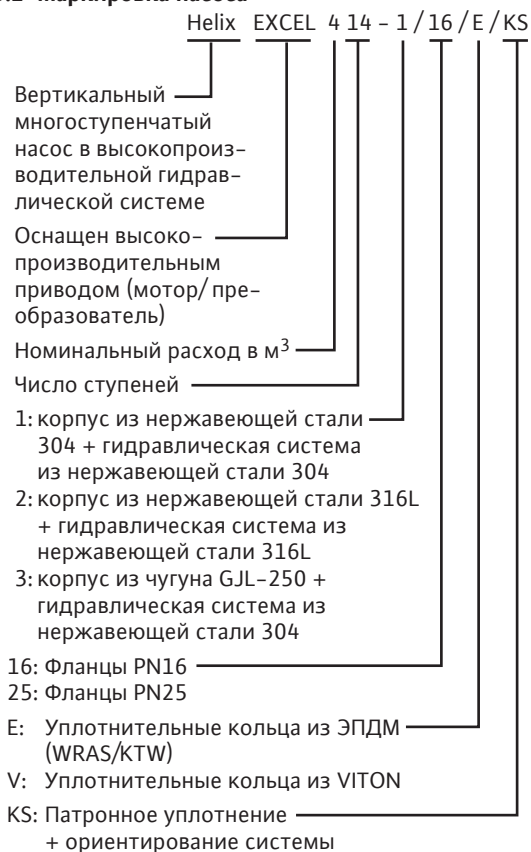 Helix EXCEL 4 14 - 1 / 16 / E / KS
Вертикальный
многоступенчатый
насос в высокопроиз-
водительной гидрав-
лической системе
Оснащен высоко-
производительным
приводом (мотор/пре-
образователь)
Номинальный расход в м³
Число ступеней
1: корпус из нержавеющей стали
304 + гидравлическая система
из нержавеющей стали 304
2: корпус из нержавеющей стали 316L
+ гидравлическая система из
нержавеющей стали 316L
3: корпус из чугуна GJL-250 +
гидравлическая система из
нержавеющей стали 304
16: Фланцы PN16
25: Фланцы PN25
E: Уплотнительные кольца из ЭПДМ
(WRAS/KTW)
V: Уплотнительные кольца из VITON
KS: Патронное уплотнение
+ ориентирование системы